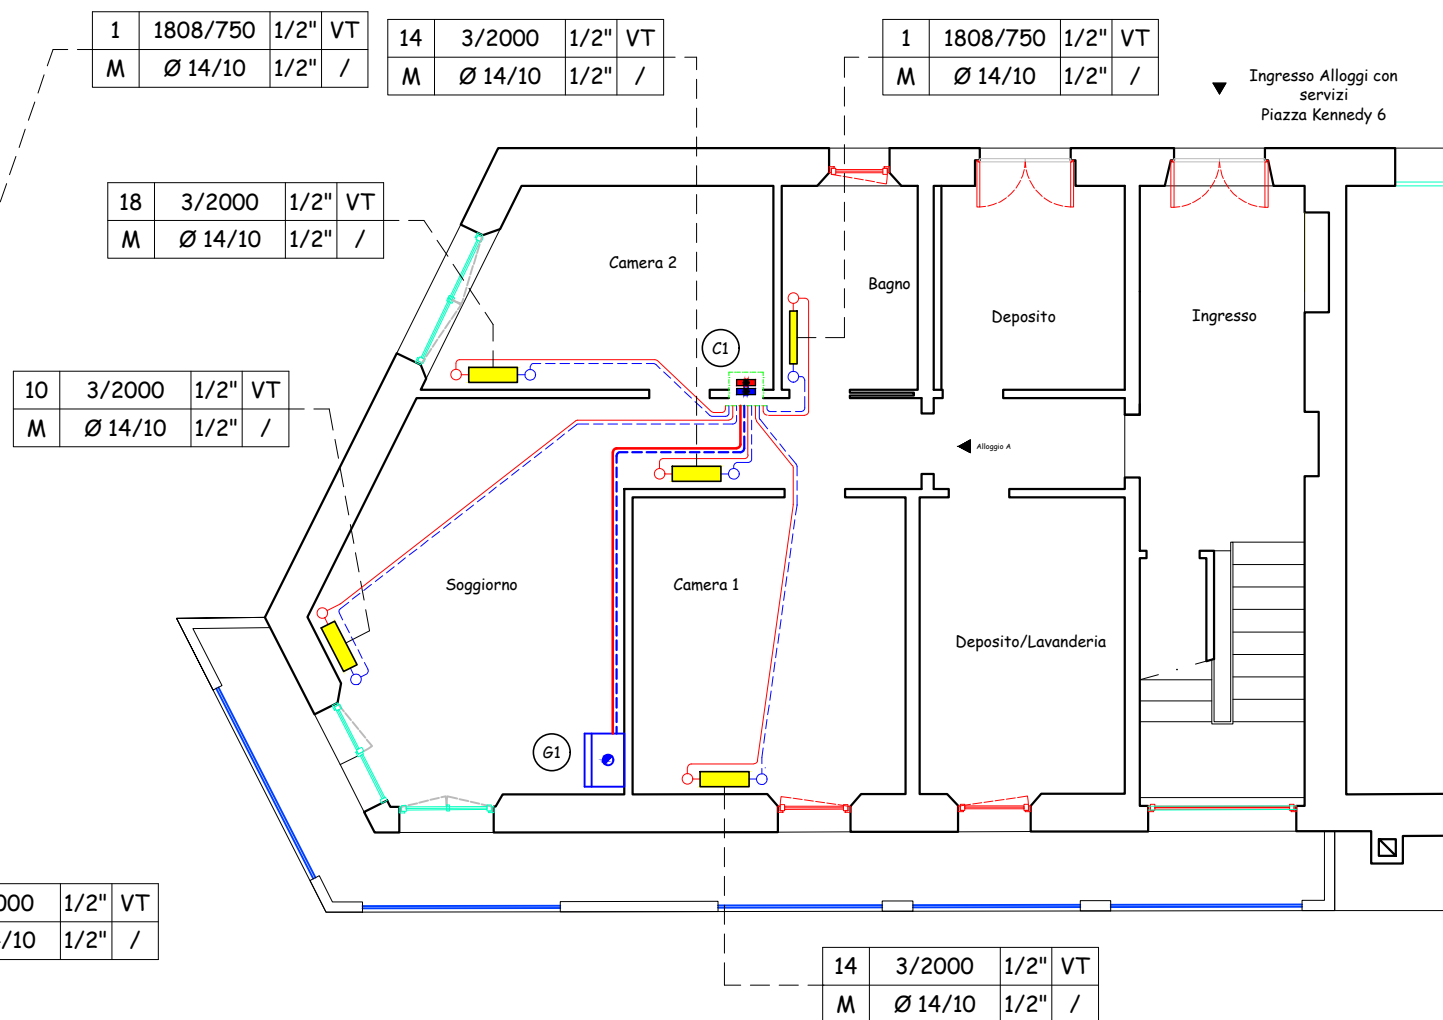 1 1808/750 1/2" VT
M Ø 14/10 1/2" /
14 3/2000 1/2" VT
M Ø 14/10 1/2" /
1 1808/750 1/2" VT
M Ø 14/10 1/2" /
Ingresso Alloggi con
servizi
Piazza Kennedy 6
18 3/2000 1/2" VT
M Ø 14/10 1/2" /
Camera 2
Bagno
Deposito
Ingresso
C1
10 3/2000 1/2" VT
M Ø 14/10 1/2" /
Alloggio A
Soggiorno
Camera 1
Deposito/Lavanderia
G1
000 1/2" VT
/10 1/2" /
14 3/2000 1/2" VT
M Ø 14/10 1/2" /